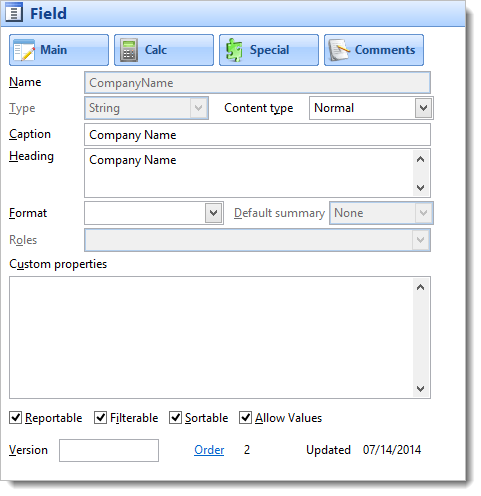 Field
Main Calc Special Comments
Name CompanyName
Type String Content type Normal
Caption Company Name
Heading Company Name
Format Default summary None
Roles
Custom properties
Reportable Filterable Sortable Allow Values
Version Order 2 Updated 07/14/2014